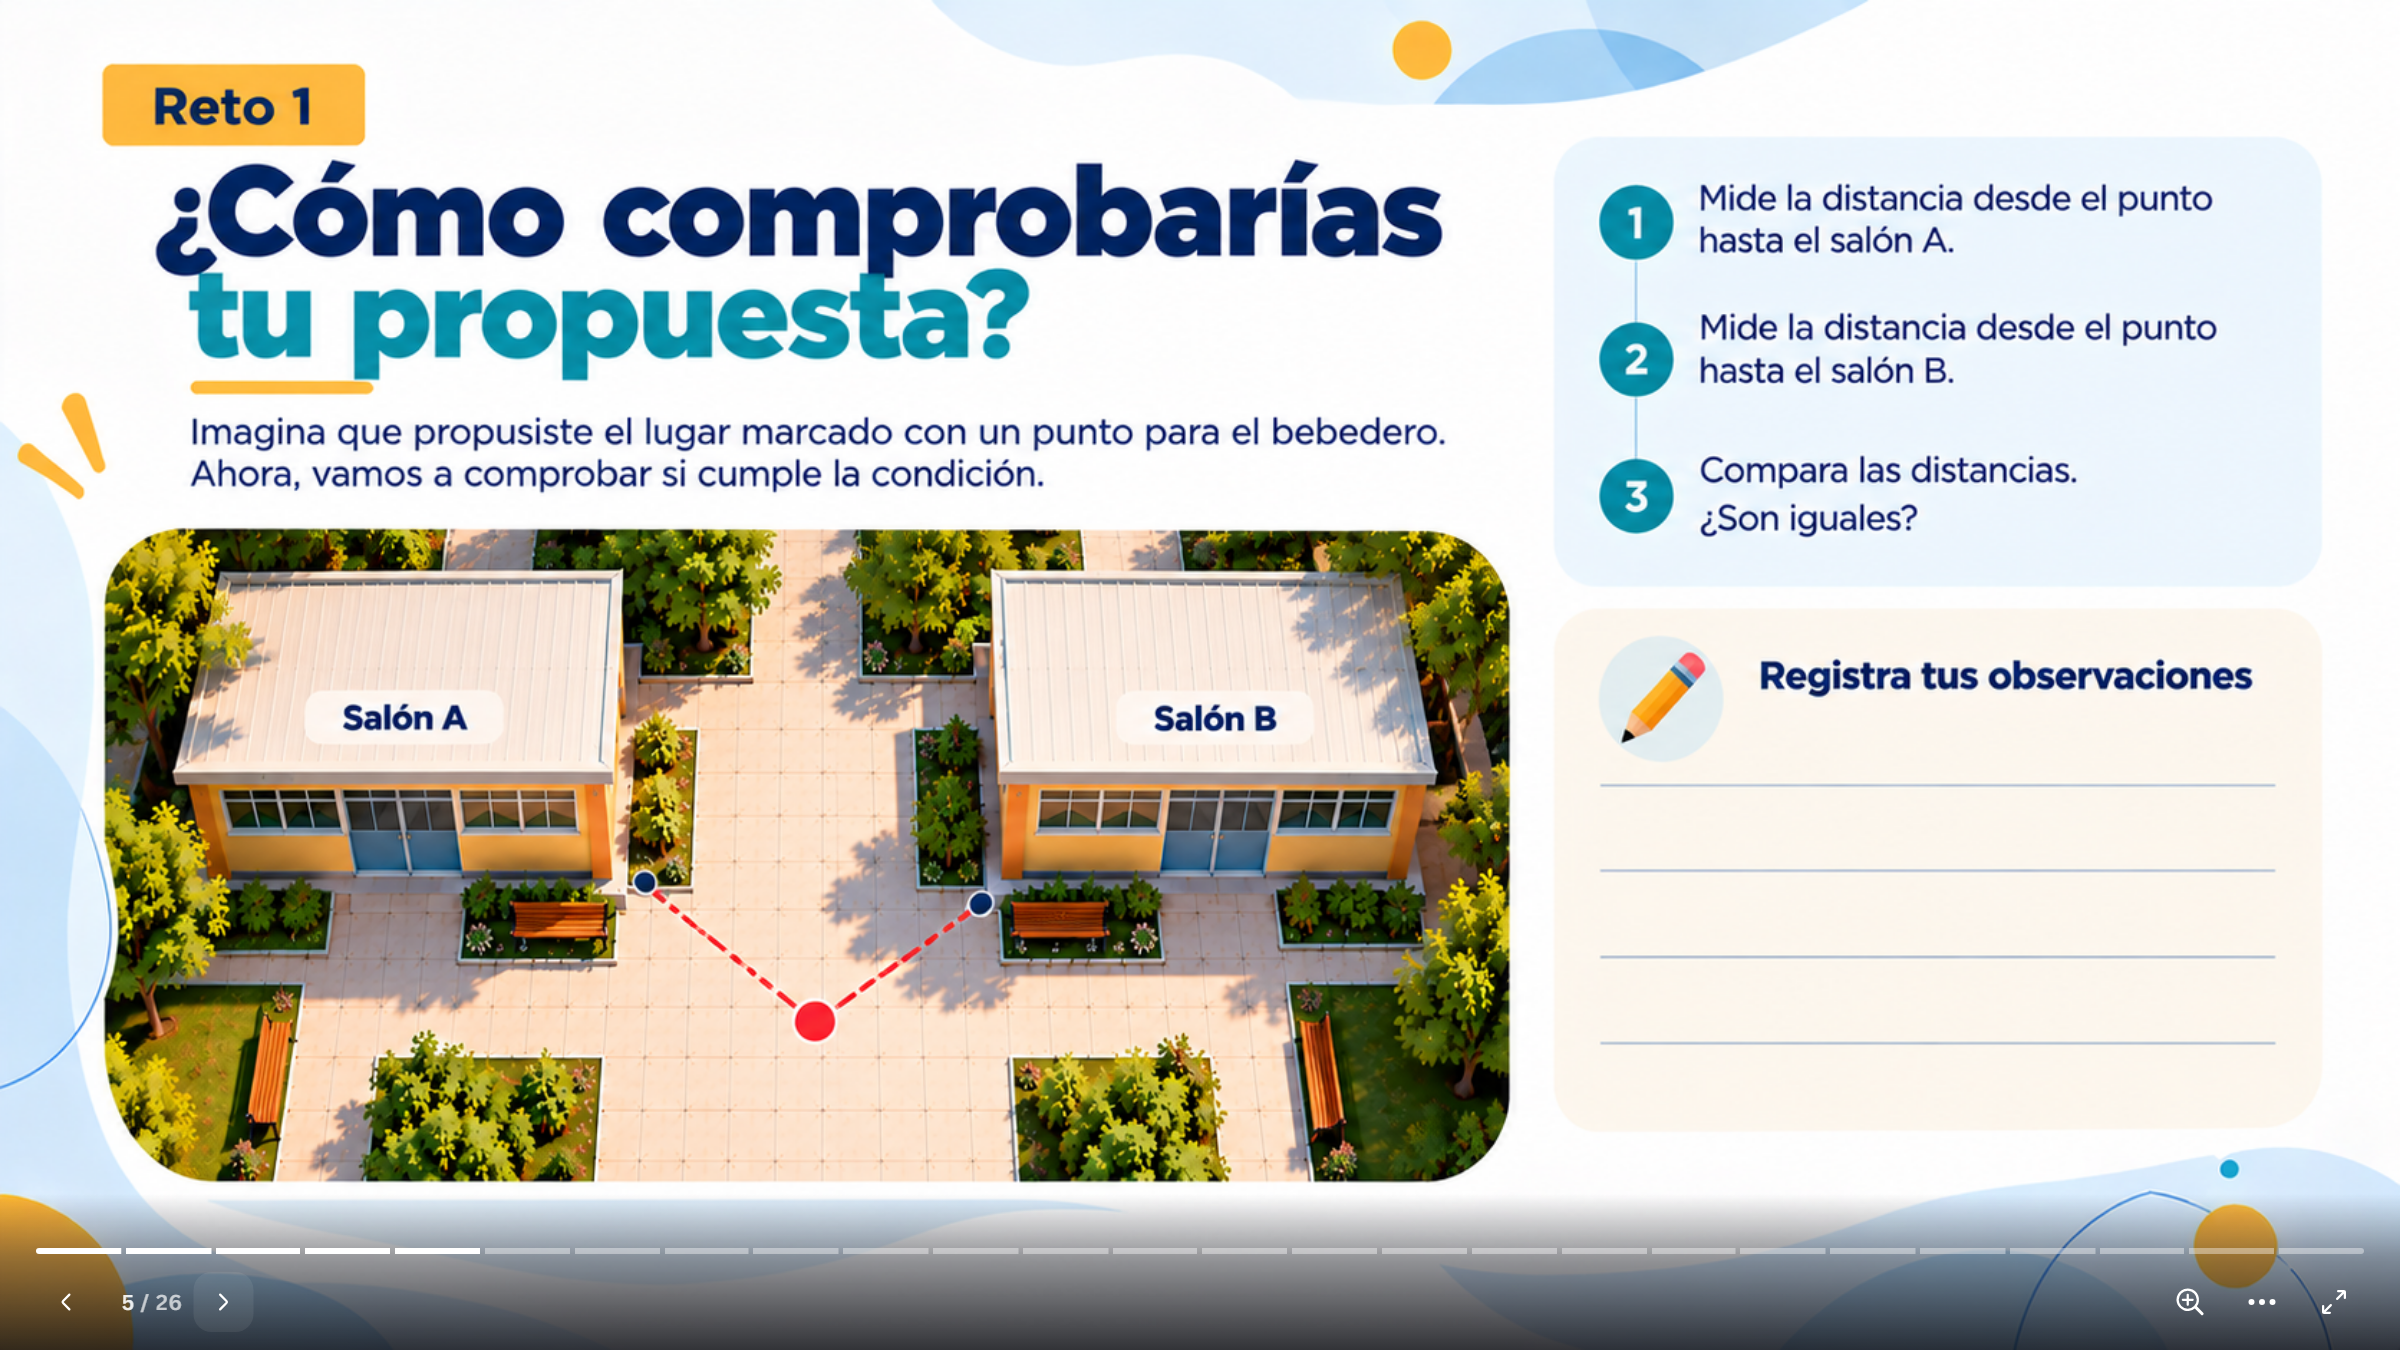 Reto 1
¿Cómo comprobarías
tu propuesta?
Imagina que propusiste el lugar marcado con un punto para el bebedero.
Ahora, vamos a comprobar si cumple la condición.
Salón A
Salón B
1
Mide la distancia desde el punto
hasta el salón A.
2
Mide la distancia desde el punto
hasta el salón B.
3
Compara las distancias.
¿Son iguales?
Registra tus observaciones
5 / 26